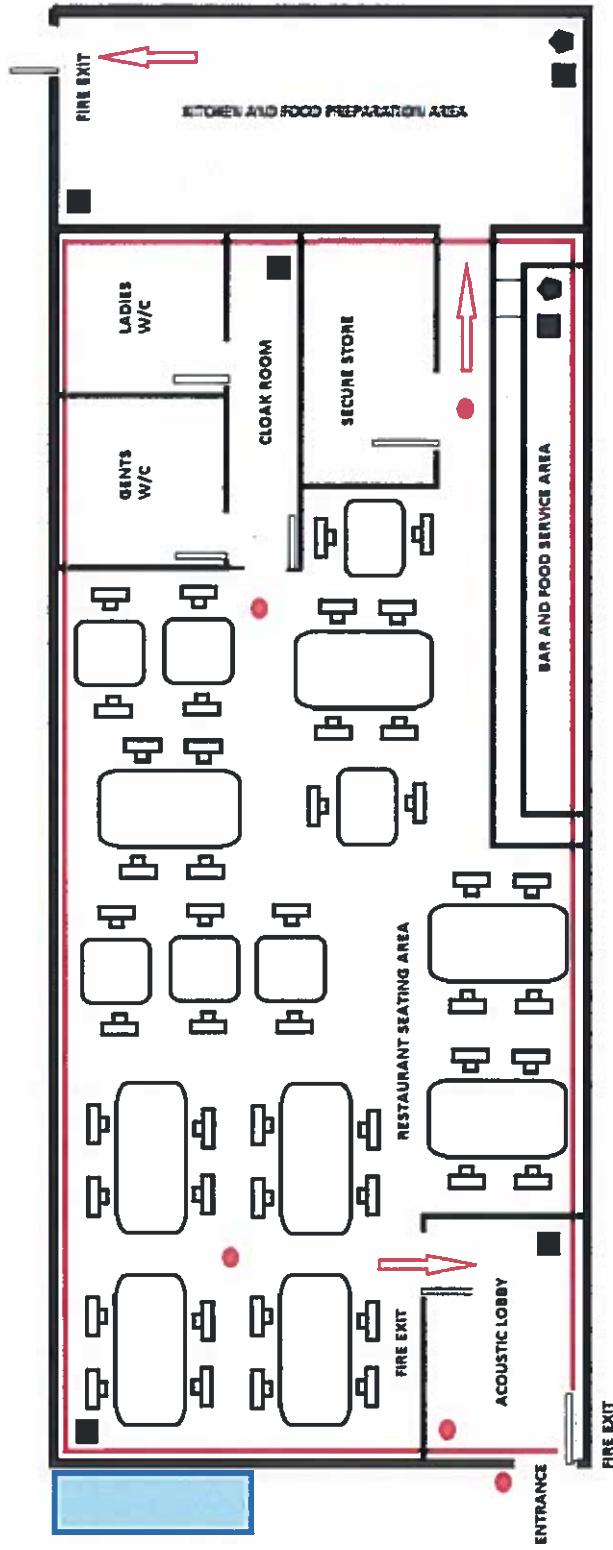 FIRE EXIT
KITCHEN AND FOOD PREPARATION AREA
LADIES
W/C
GENTS
W/C
CLOAK ROOM
SECURE STORE
BAR AND FOOD SERVICE AREA
RESTAURANT SEATING AREA
FIRE EXIT
ACOUSTIC LOBBY
ENTRANCE
FIRE EXIT